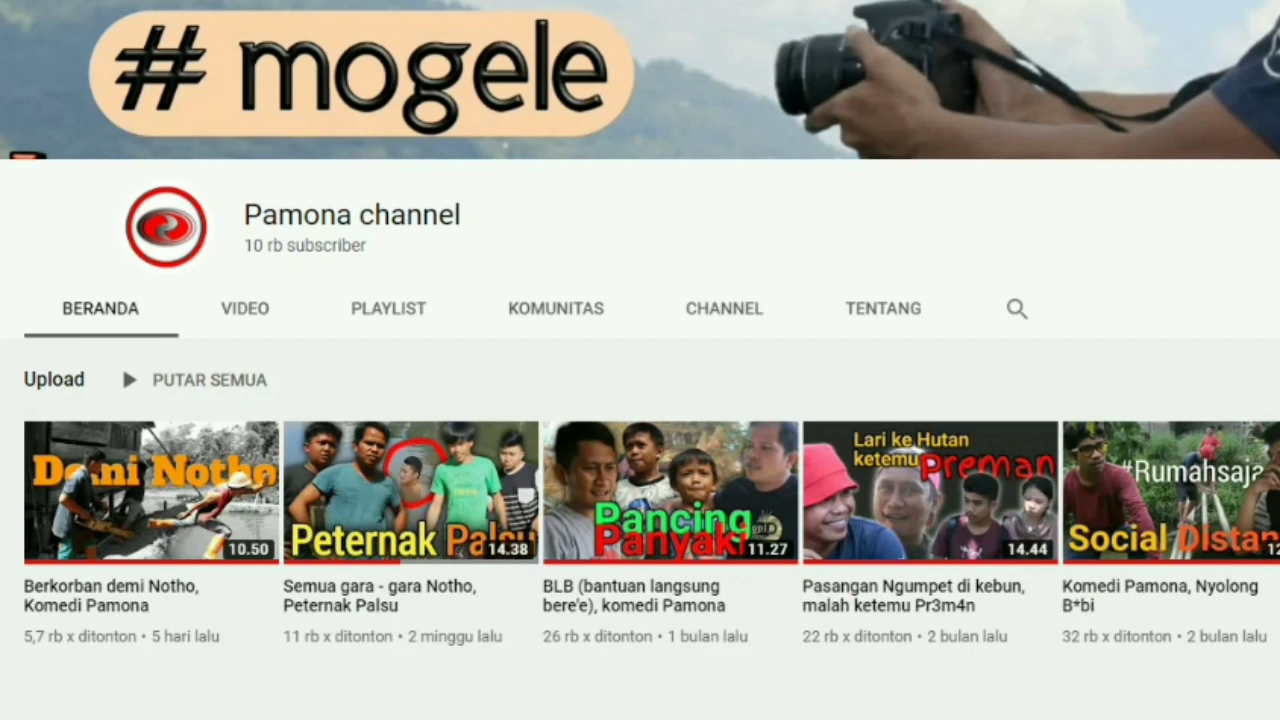 # mogele
Pamona channel
10 rb subscriber
BERANDA VIDEO PLAYLIST KOMUNITAS CHANNEL TENTANG
Upload PUTAR SEMUA
Demi Notho
10.50
Peternak Palsu
14.38
Pancing
Panyaki
11.27
Lari ke Hutan
ketemu Preman
14.44
#Rumahsaja
Social Distan
12
Berkorban demi Notho,
Komedi Pamona
5,7 rb x ditonton • 5 hari lalu
Semua gara - gara Notho,
Peternak Palsu
11 rb x ditonton • 2 minggu lalu
BLB (bantuan langsung
bere'e), komedi Pamona
26 rb x ditonton • 1 bulan lalu
Pasangan Ngumpet di kebun,
malah ketemu Pr3m4n
22 rb x ditonton • 2 bulan lalu
Komedi Pamona, Nyolong
B*bi
32 rb x ditonton • 2 bulan lalu